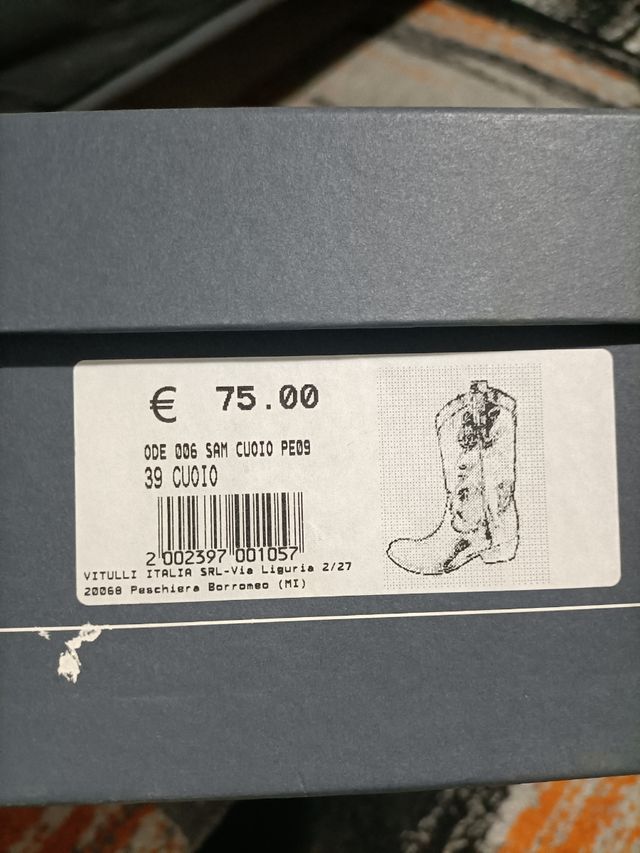 € 75.00
ODE 006 SAM CUOIO PE09
39 CUOIO
2 002397 001057
VITULLI ITALIA SRL-Via Liguria 2/27
20068 Peschiera Borromeo (MI)